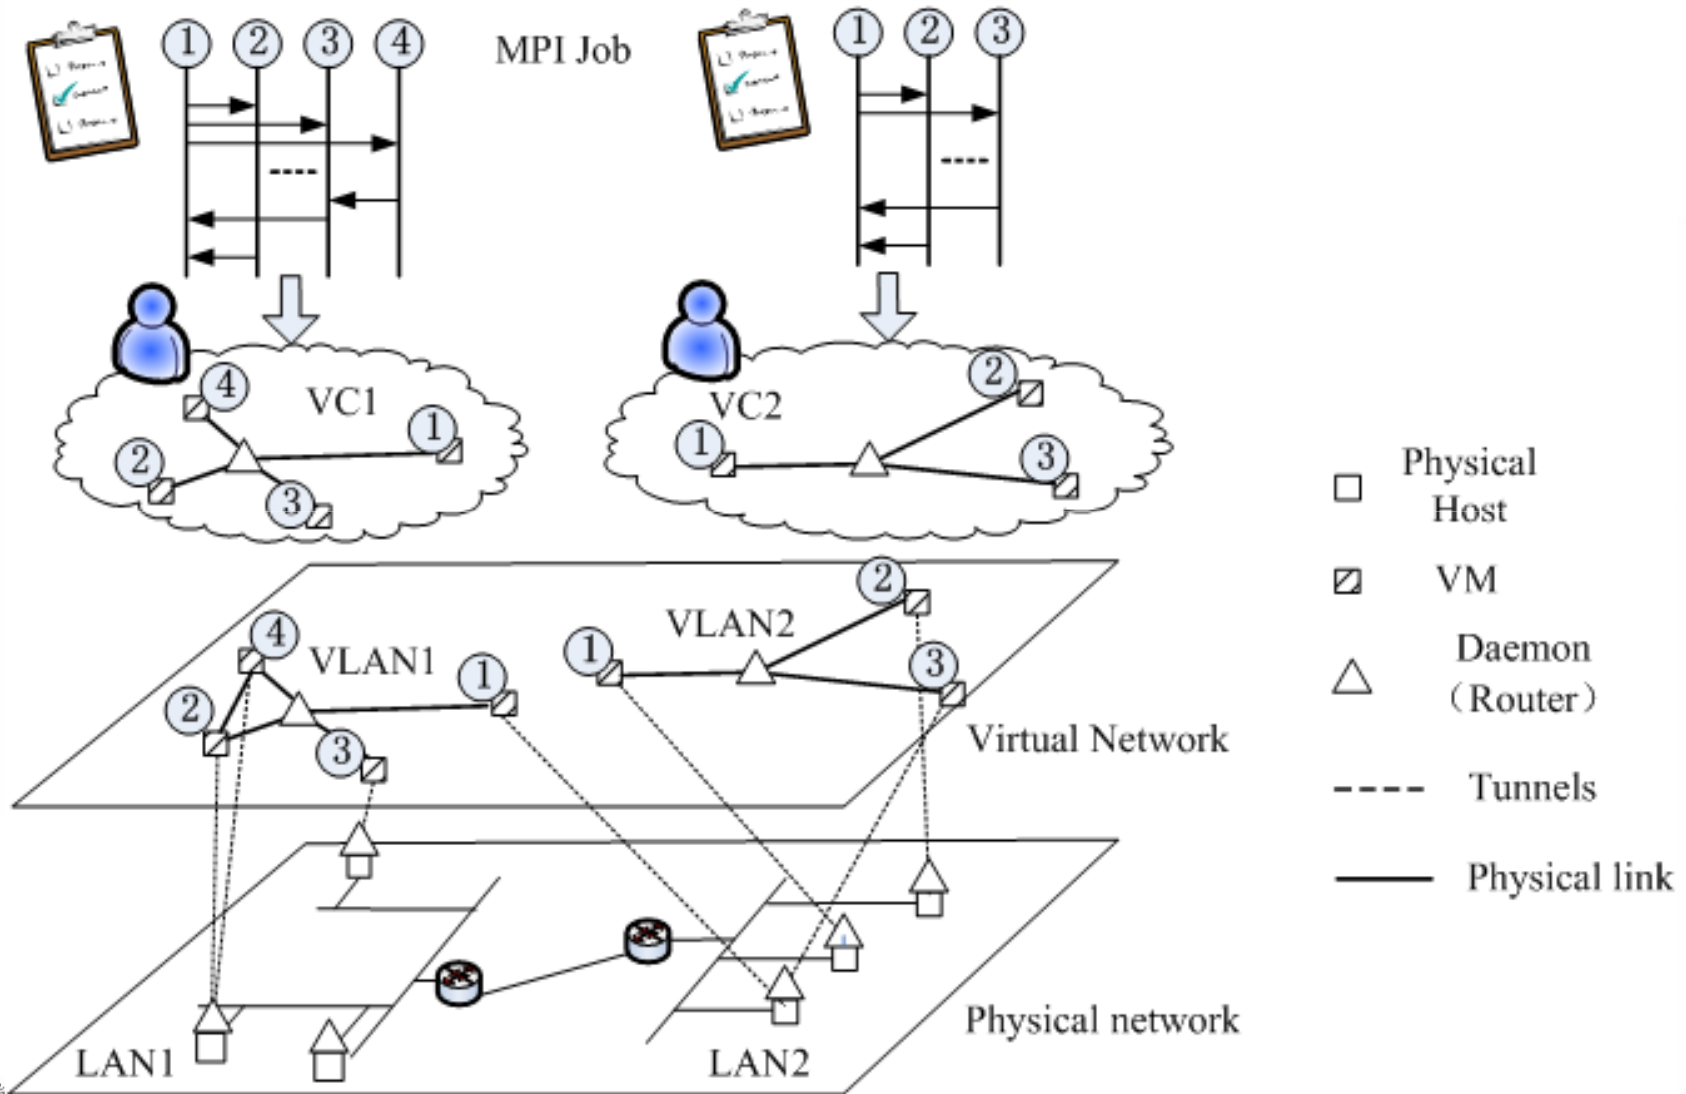 ① ② ③ ④
MPI Job
① ② ③
④
VC1
①
②
③
②
VC2
①
③
Physical
Host
VM
Daemon
（Router）
Tunnels
Physical link
②
VLAN2
①
③
④
VLAN1
①
②
③
Virtual Network
Physical network
LAN1
LAN2